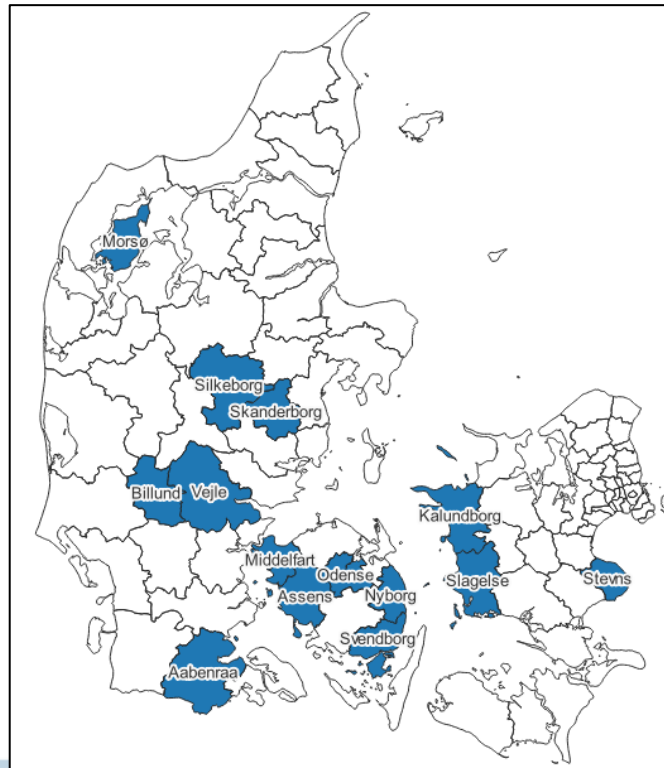 Morsø
Silkeborg
Skanderborg
Billund
Vejle
Kalundborg
Middelfart
Odense
Slagelse
Stevns
Assens
Nyborg
Svendborg
Aabenraa